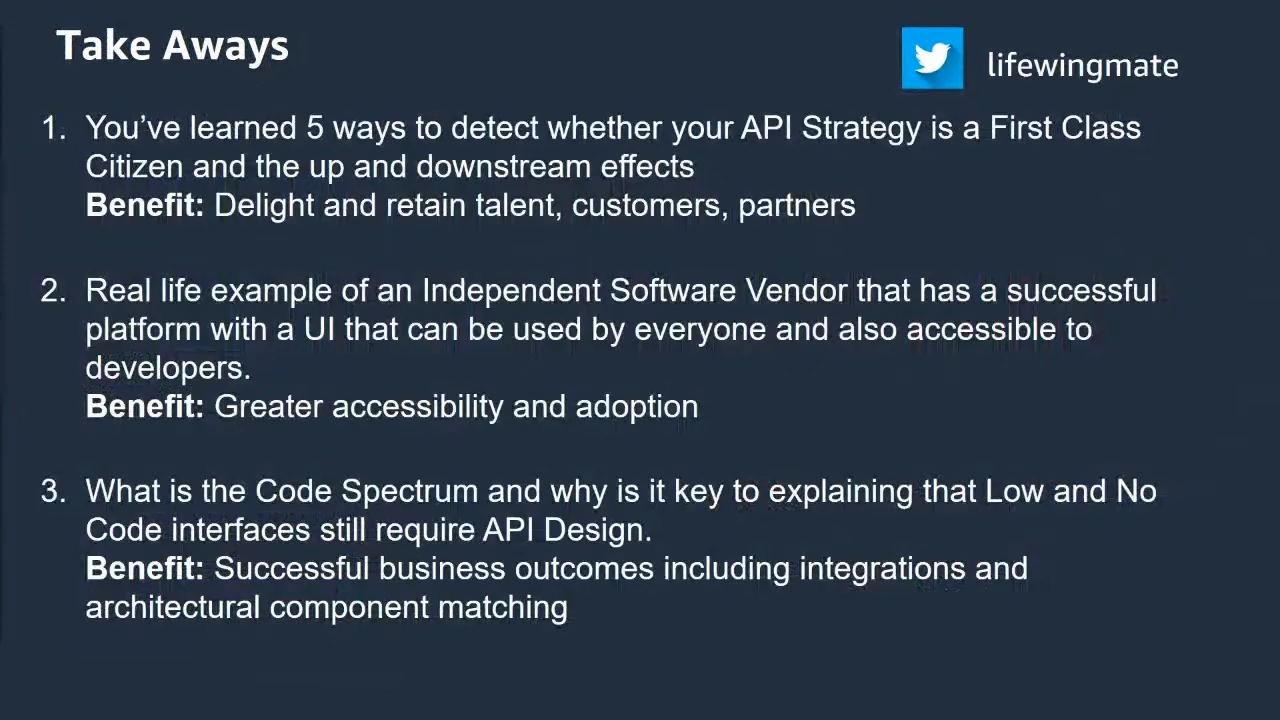 Take Aways
lifewingmate
1. You’ve learned 5 ways to detect whether your API Strategy is a First Class
Citizen and the up and downstream effects
Benefit: Delight and retain talent, customers, partners
2. Real life example of an Independent Software Vendor that has a successful
platform with a UI that can be used by everyone and also accessible to
developers.
Benefit: Greater accessibility and adoption
3. What is the Code Spectrum and why is it key to explaining that Low and No
Code interfaces still require API Design.
Benefit: Successful business outcomes including integrations and
architectural component matching